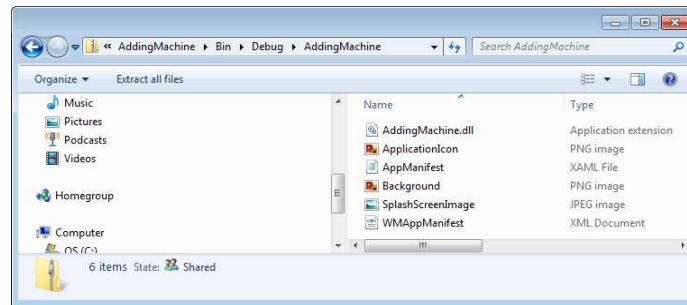 « AddingMachine ▸ Bin ▸ Debug ▸ AddingMachine
Search AddingMachine
Organize ▾ Extract all files
Music
Pictures
Podcasts
Videos
Homegroup
Computer
OS (C:)
Name Type
AddingMachine.dll Application extension
ApplicationIcon PNG image
AppManifest XAML File
Background PNG image
SplashScreenImage JPEG image
WMAppManifest XML Document
6 items State: Shared